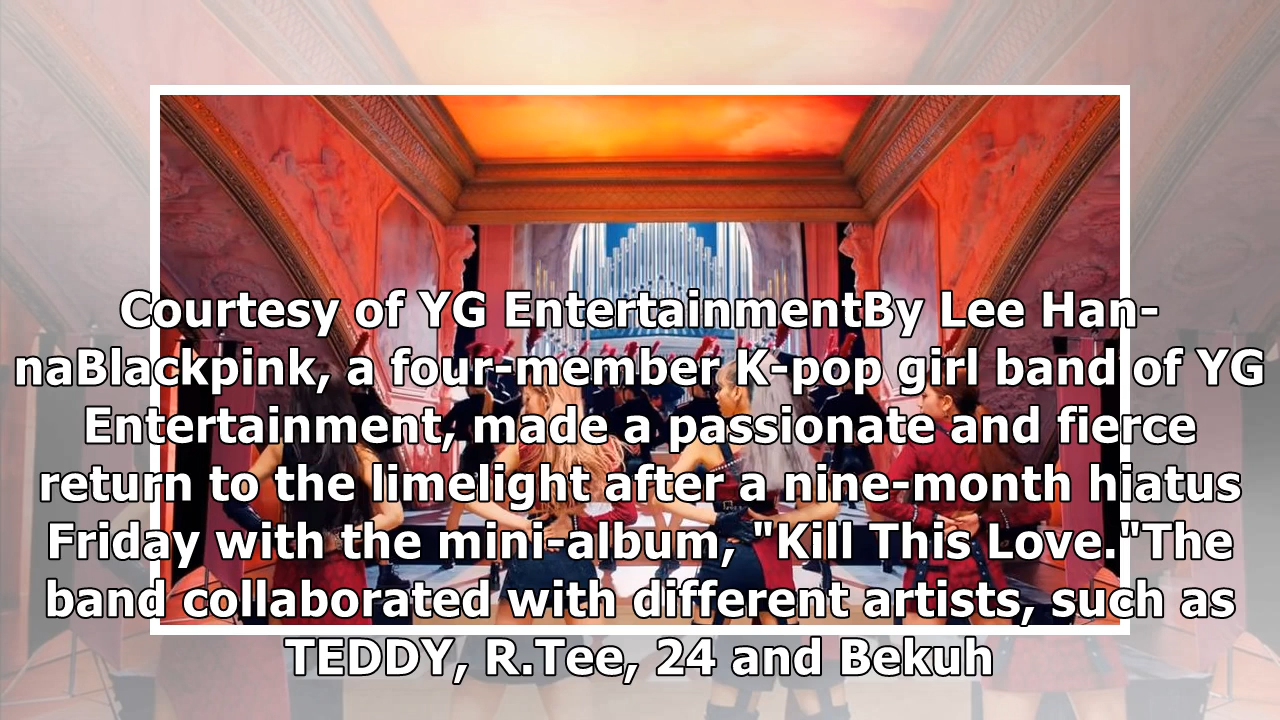 Courtesy of YG EntertainmentBy Lee Han-
naBlackpink, a four-member K-pop girl band of YG
Entertainment, made a passionate and fierce
return to the limelight after a nine-month hiatus
Friday with the mini-album, "Kill This Love."The
band collaborated with different artists, such as
TEDDY, R.Tee, 24 and Bekuh